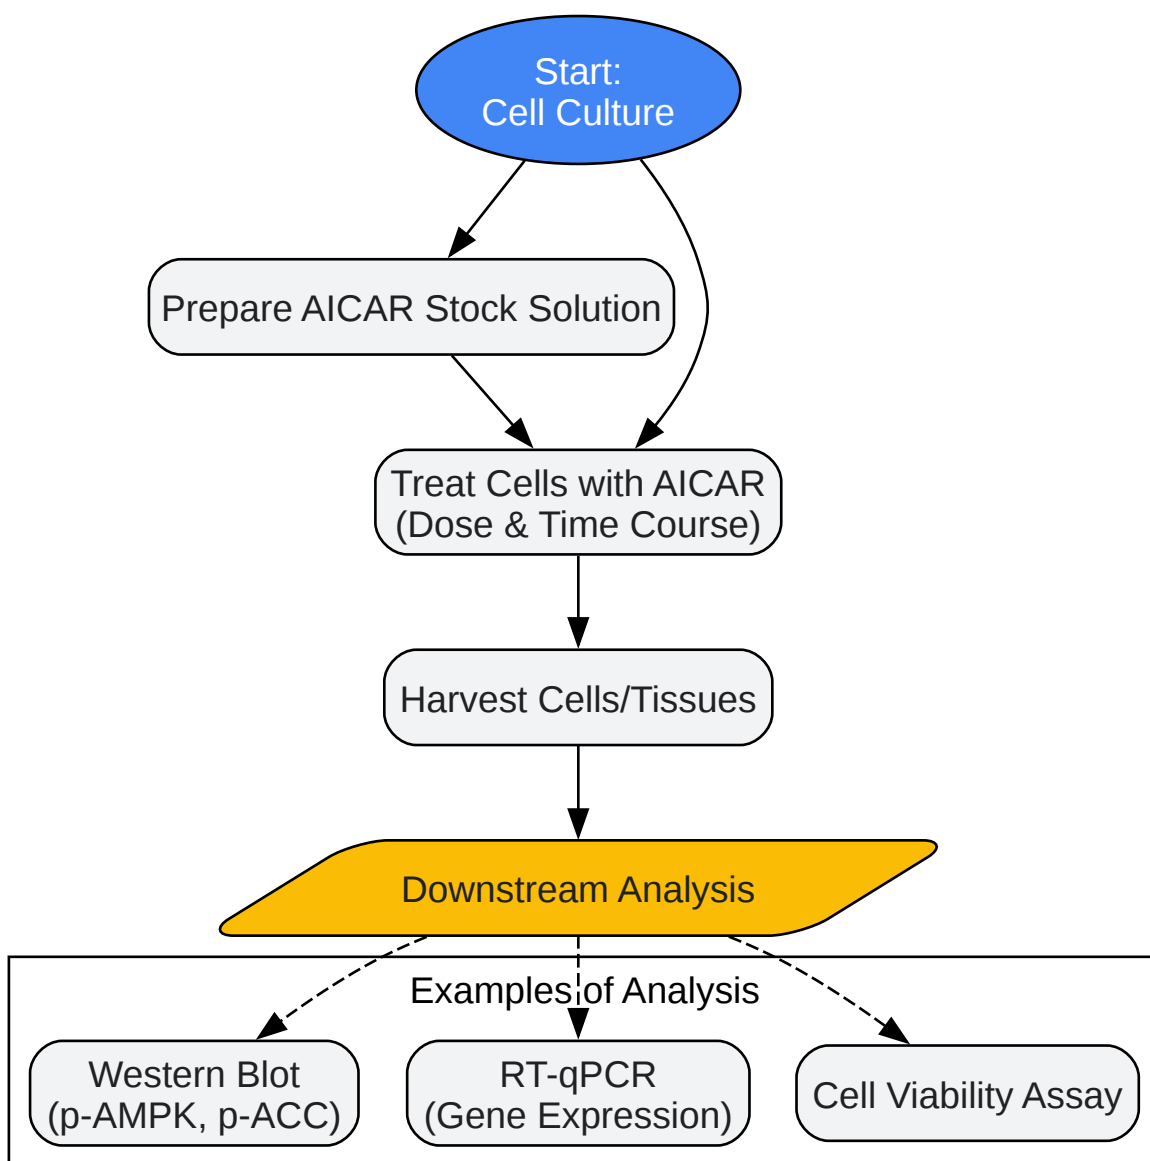 Start:
Cell Culture
Prepare AICAR Stock Solution
Treat Cells with AICAR
(Dose & Time Course)
Harvest Cells/Tissues
Downstream Analysis
Examples of Analysis
Western Blot
(p-AMPK, p-ACC)
RT-qPCR
(Gene Expression)
Cell Viability Assay